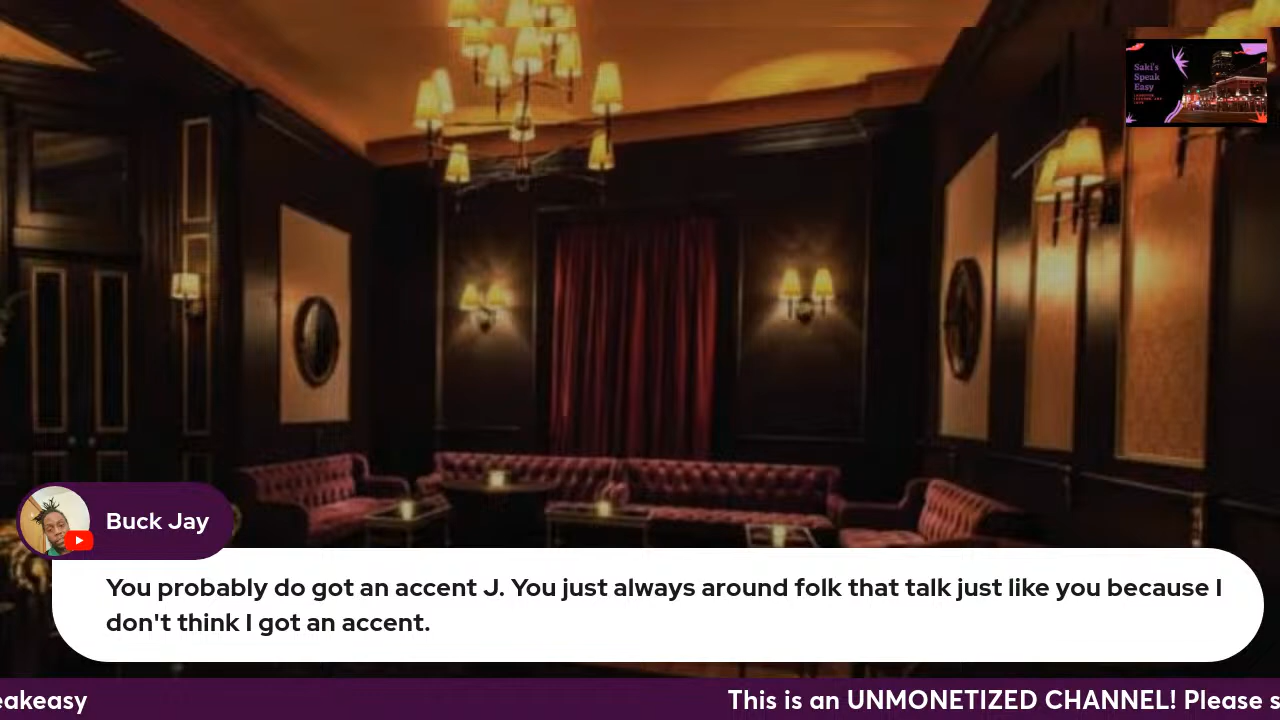 Saki's
Speak
Easy
Buck Jay
You probably do got an accent J. You just always around folk that talk just like you because I
don't think I got an accent.
eakeasy
This is an UNMONETIZED CHANNEL! Please s